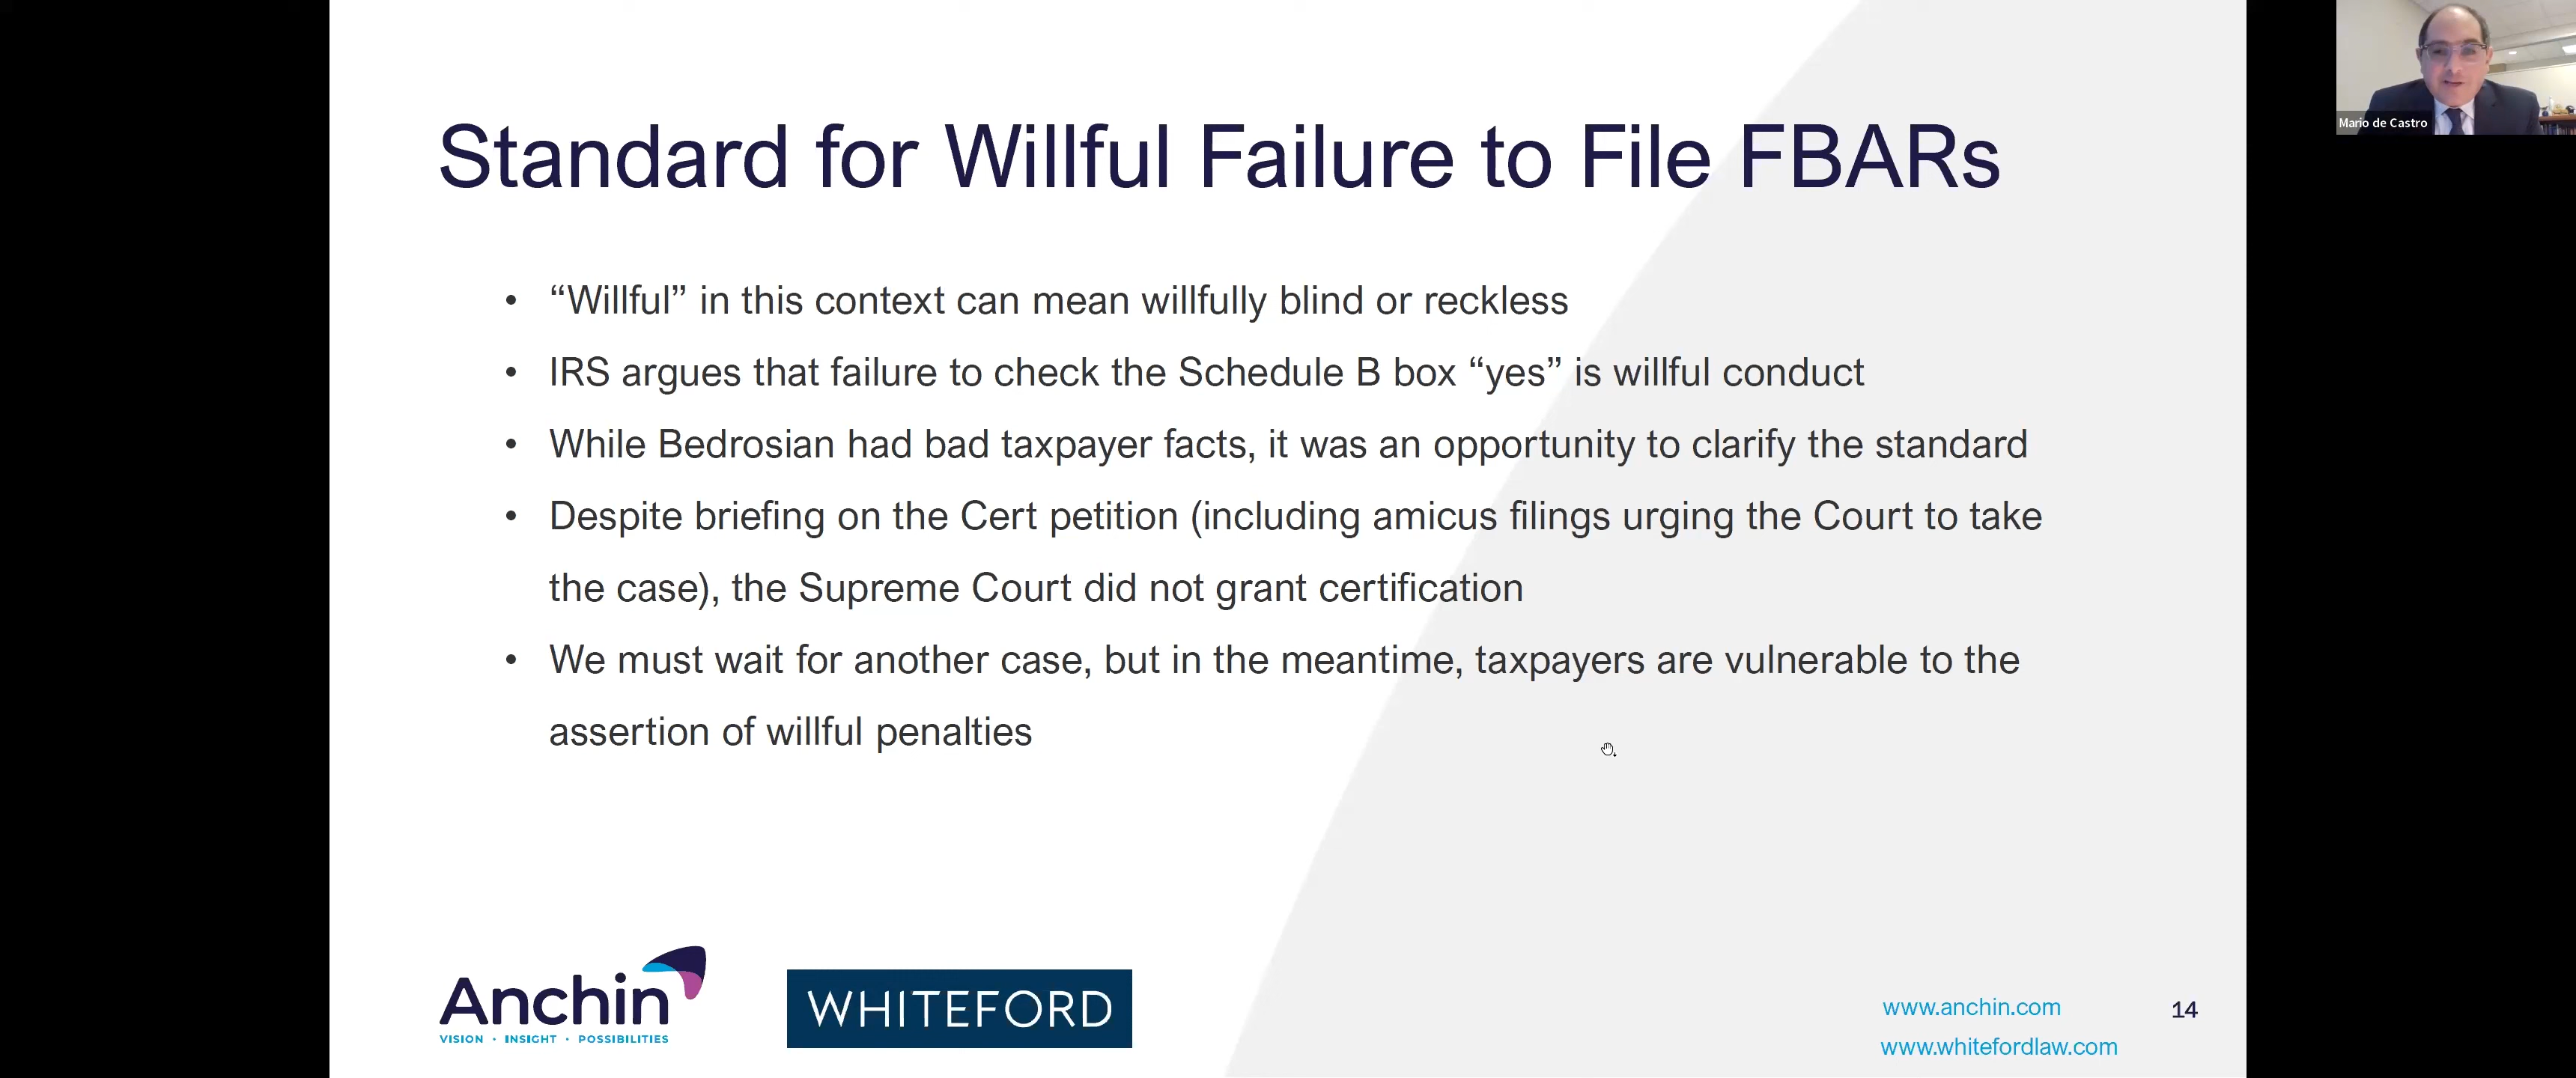 Mario de Castro
Standard for Willful Failure to File FBARs
• “Willful” in this context can mean willfully blind or reckless
• IRS argues that failure to check the Schedule B box “yes” is willful conduct
• While Bedrosian had bad taxpayer facts, it was an opportunity to clarify the standard
• Despite briefing on the Cert petition (including amicus filings urging the Court to take
the case), the Supreme Court did not grant certification
• We must wait for another case, but in the meantime, taxpayers are vulnerable to the
assertion of willful penalties
Anchin
VISION · INSIGHT · POSSIBILITIES
WHITEFORD
www.anchin.com
www.whitefordlaw.com
14